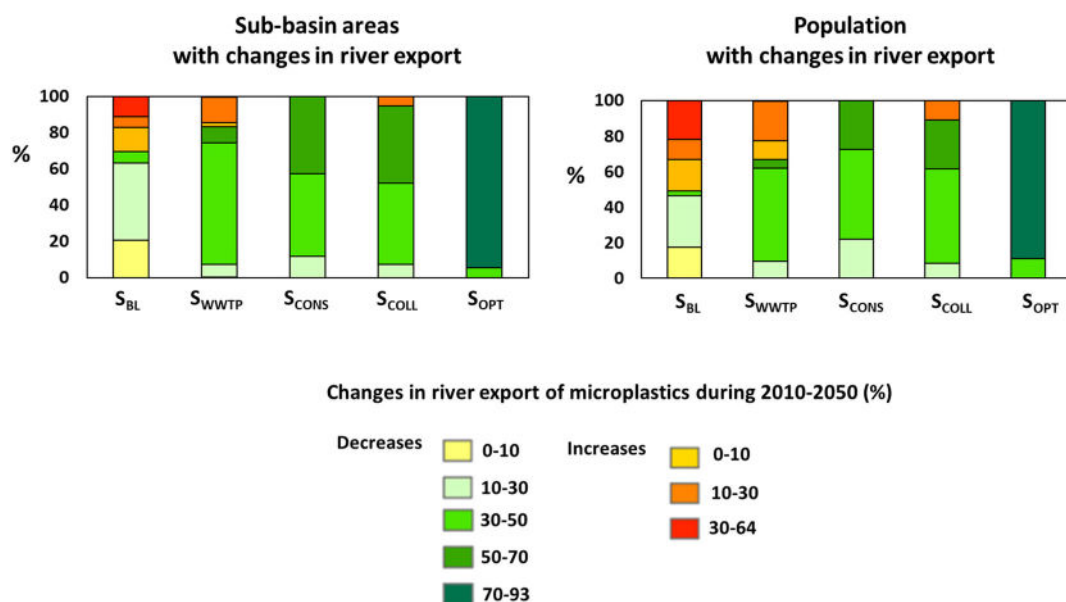 Sub-basin areas
with changes in river export
100
80
60
40
20
0
%
S_BL S_WWTP S_CONS S_COLL S_OPT
Population
with changes in river export
100
80
60
40
20
0
%
S_BL S_WWTP S_CONS S_COLL S_OPT
Changes in river export of microplastics during 2010-2050 (%)
Decreases
0-10
10-30
30-50
50-70
70-93
Increases
0-10
10-30
30-64